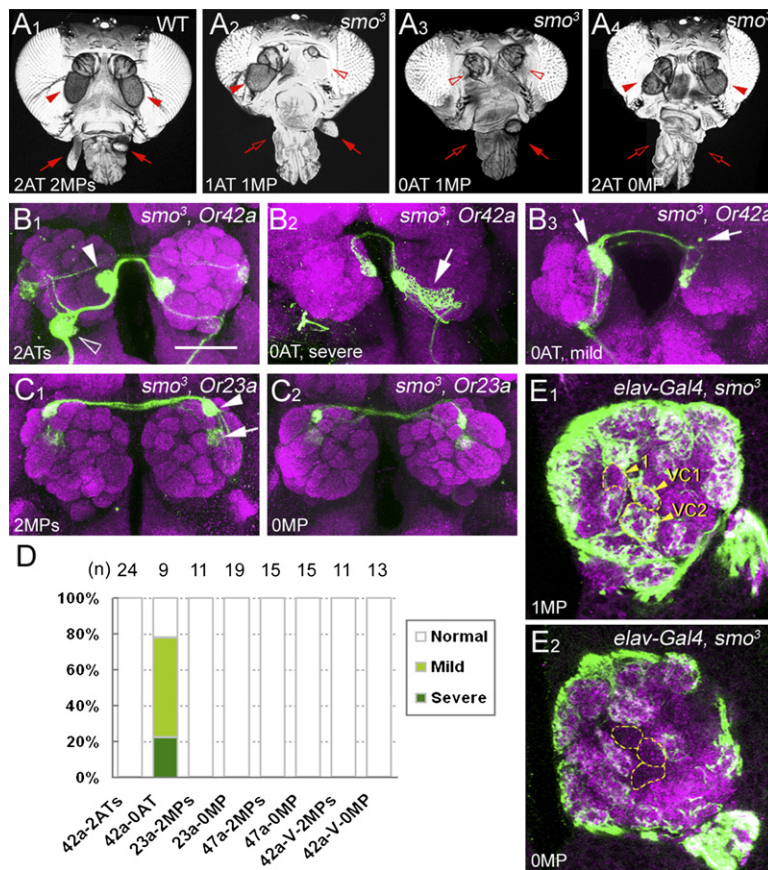 A1 WT
2AT 2MPs
A2 smo³
1AT 1MP
A3 smo³
0AT 1MP
A4 smo³
2AT 0MP
B1 smo³, Or42a
2ATs
B2 smo³, Or42a
0AT, severe
B3 smo³, Or42a
0AT, mild
C1 smo³, Or23a
2MPs
C2 smo³, Or23a
0MP
E1 elav-Gal4, smo³
1
VC1
VC2
1MP
E2 elav-Gal4, smo³
0MP
D
(n) 24 9 11 19 15 15 11 13
100%
80%
60%
40%
20%
0%
Normal
Mild
Severe
42a-2ATs
42a-0AT
23a-2MPs
23a-0MP
47a-2MPs
47a-0MP
42a-V-2MPs
42a-V-0MP